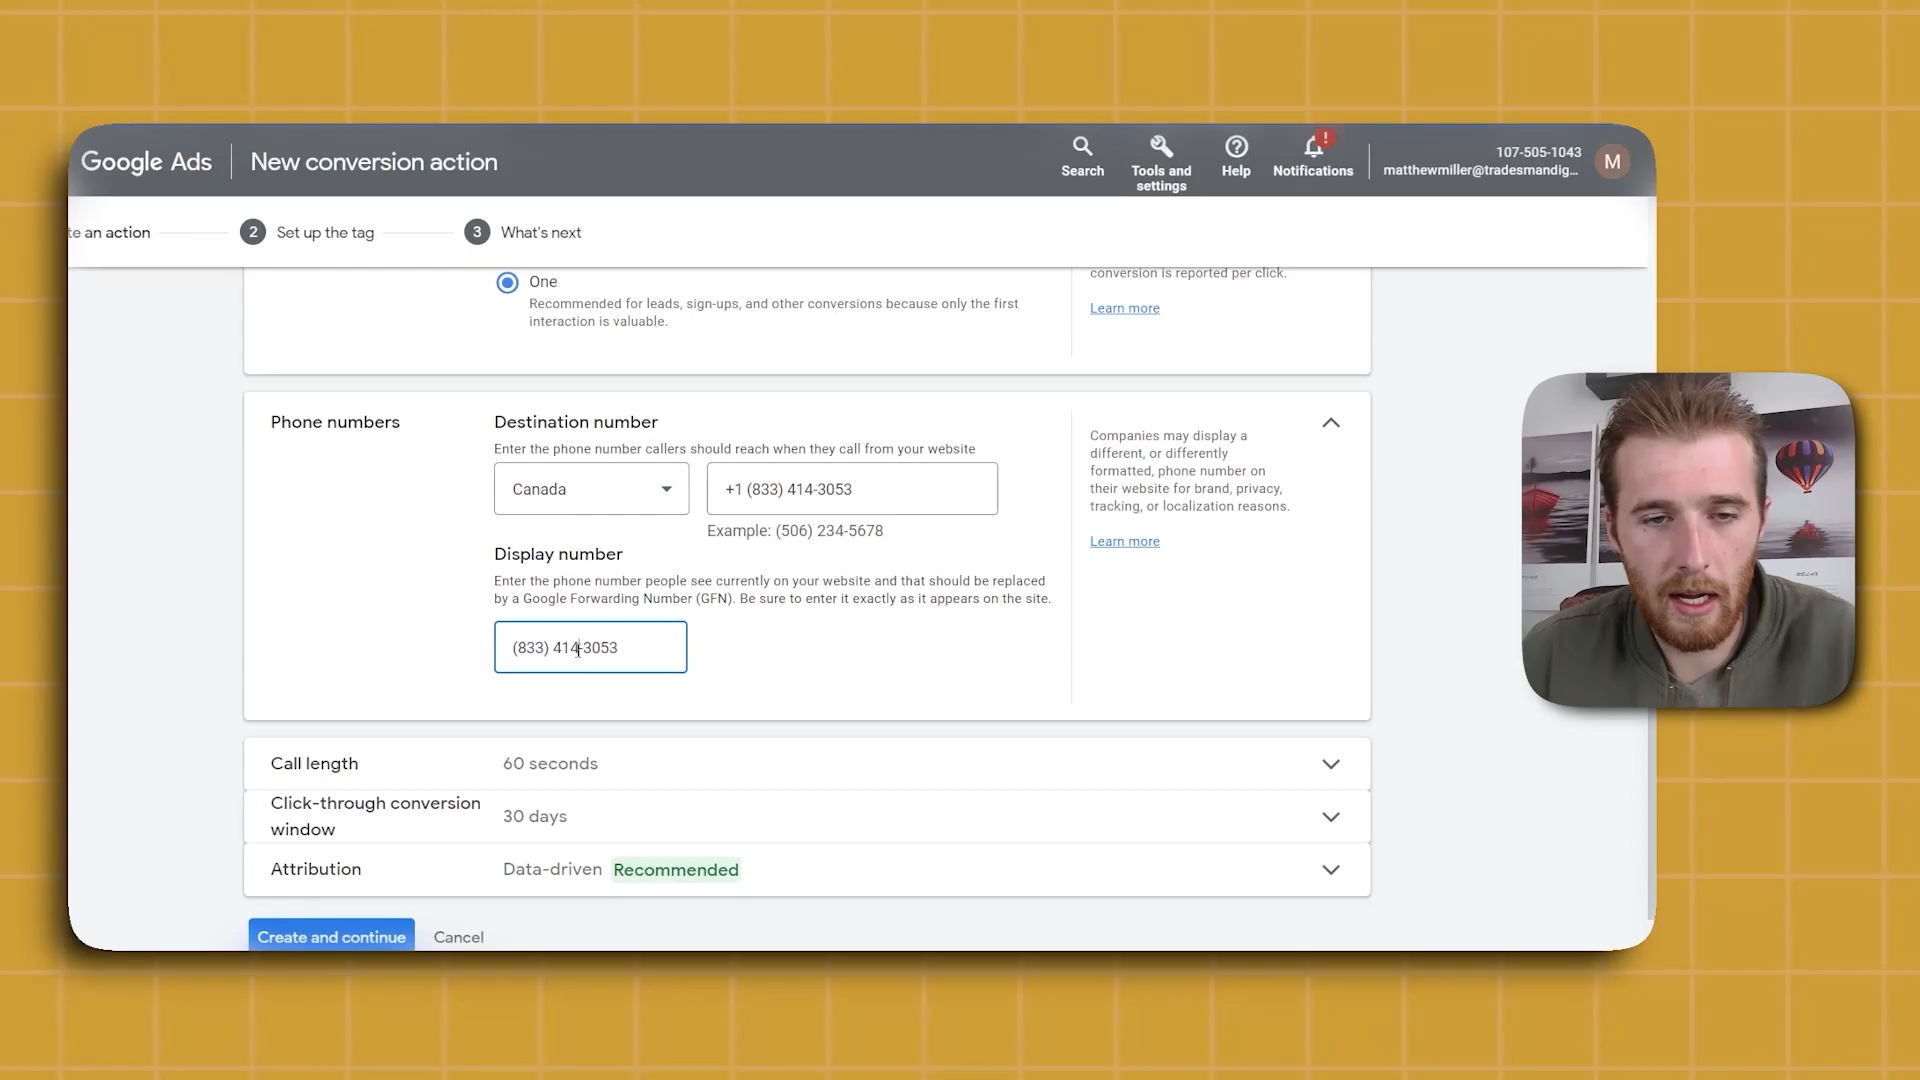 Google Ads
New conversion action
Search
Tools and
settings
Help
Notifications
!
107-505-1043
matthewmiller@tradesmandig...
M
te an action
2
Set up the tag
3
What's next
One
Recommended for leads, sign-ups, and other conversions because only the first
interaction is valuable.
conversion is reported per click.
Learn more
Phone numbers
Destination number
Enter the phone number callers should reach when they call from your website
Canada
+1 (833) 414-3053
Example: (506) 234-5678
Display number
Enter the phone number people see currently on your website and that should be replaced
by a Google Forwarding Number (GFN). Be sure to enter it exactly as it appears on the site.
(833) 414-3053
Companies may display a
different, or differently
formatted, phone number on
their website for brand, privacy,
tracking, or localization reasons.
Learn more
Call length
60 seconds
Click-through conversion
window
30 days
Attribution
Data-driven
Recommended
Create and continue
Cancel